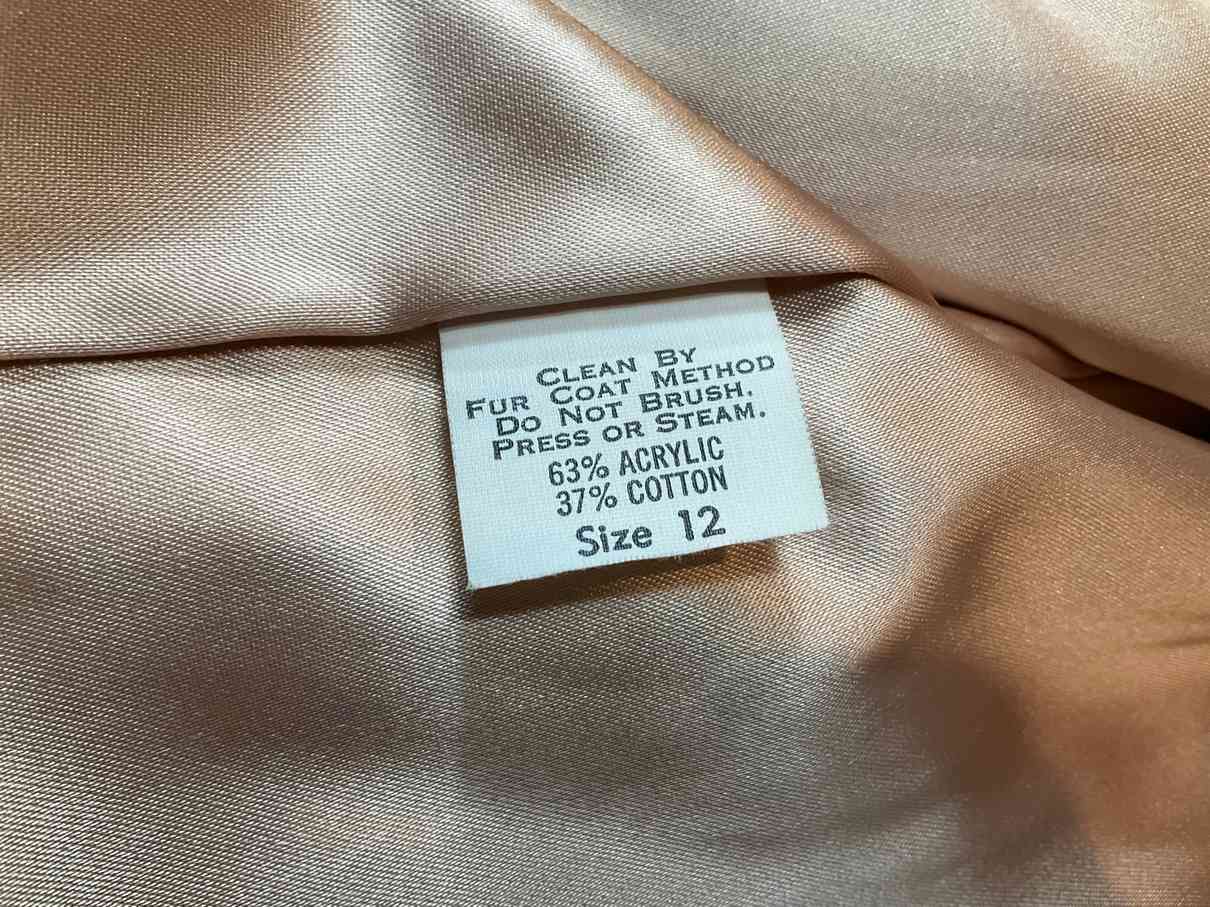 CLEAN BY
FUR COAT METHOD
DO NOT BRUSH.
PRESS OR STEAM.
63% ACRYLIC
37% COTTON
Size 12